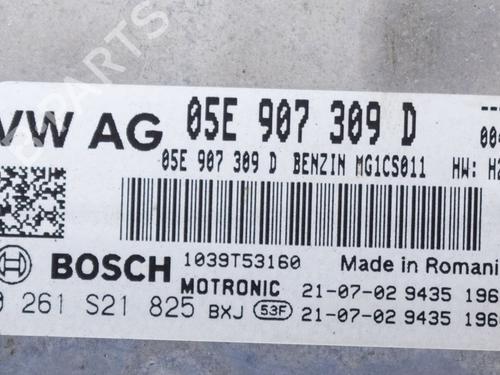 PARTS
VW AG 05E 907 309 D
05E 907 309 D BENZIN MG1CS011 HW: H2
BOSCH 1039T53160 Made in Romani
MOTRONIC 21-07-02 9435 196
0 261 S21 825 BXJ 53F 21-07-02 9435 196